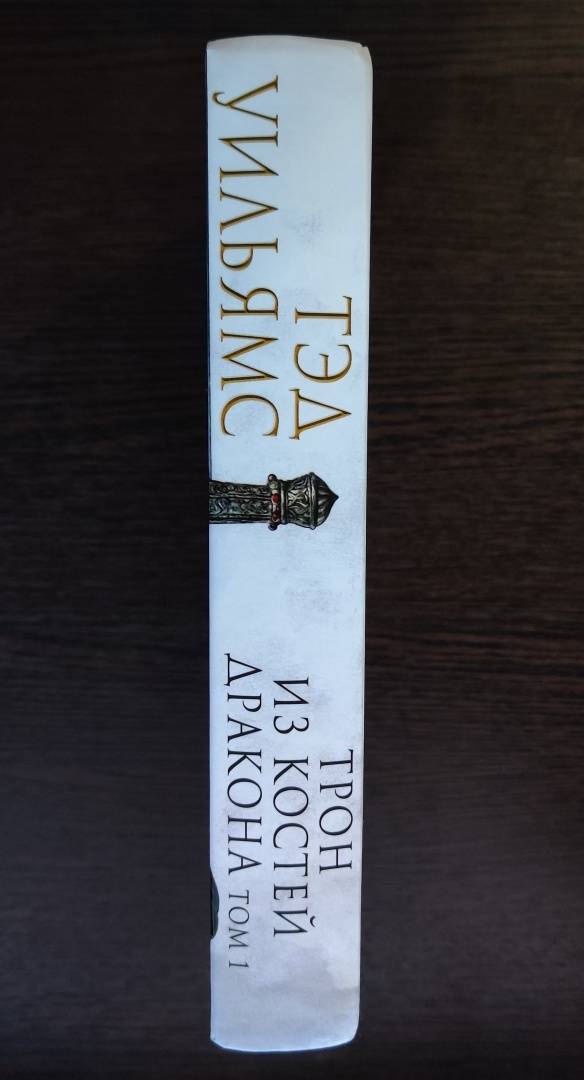 ТЭД
УИЛЬЯМС
ТРОН
ИЗ КОСТЕЙ
ДРАКОНА ТОМ 1